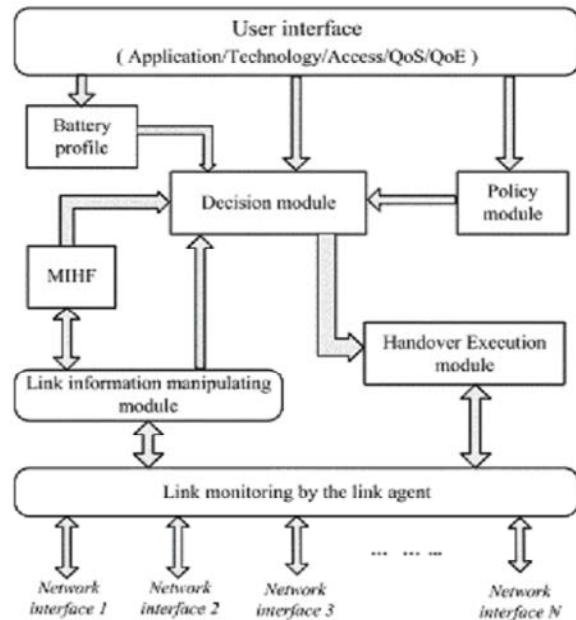 User interface
( Application/Technology/Access/QoS/QoE )
Battery
profile
Decision module
Policy
module
MIHF
Handover Execution
module
Link information manipulating
module
Link monitoring by the link agent
... ... ...
Network
interface 1
Network
interface 2
Network
interface 3
Network
interface N